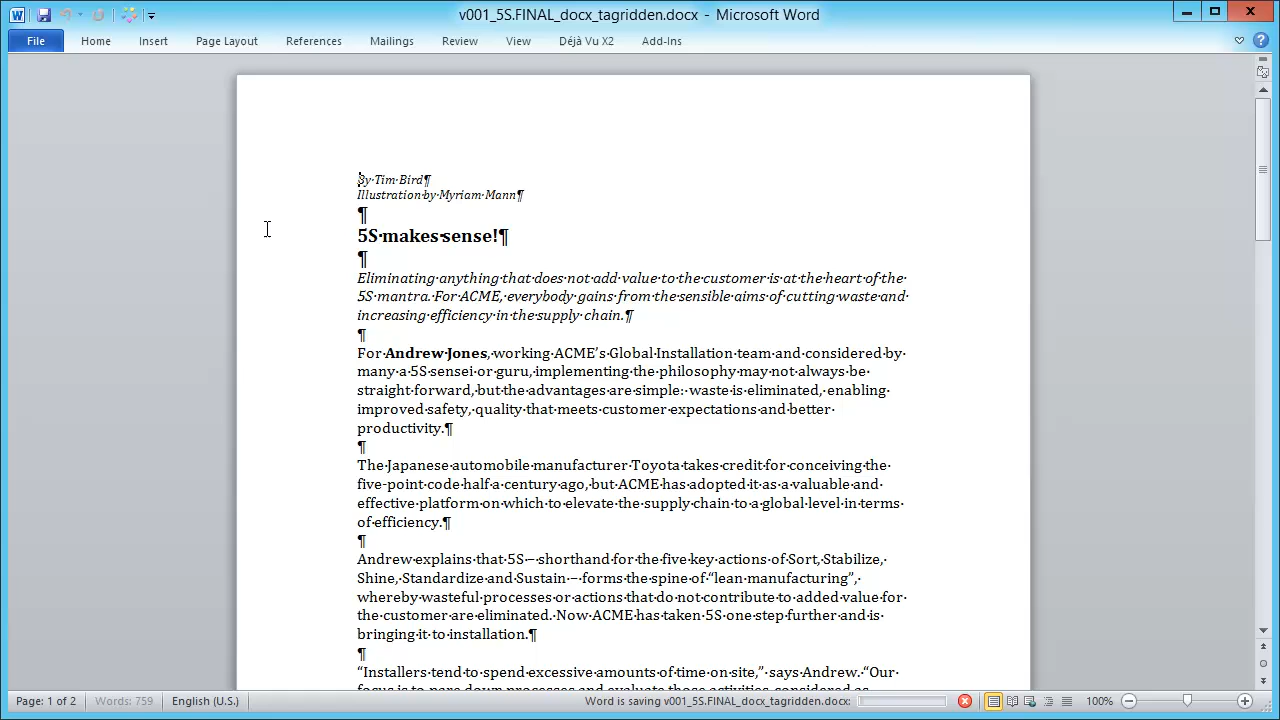 v001_5S.FINAL_docx_tagridden.docx - Microsoft Word
File Home Insert Page Layout References Mailings Review View Déjà Vu X2 Add-Ins
By·Tim·Bird¶
Illustration·by·Myriam·Mann¶
¶
5S·makes·sense!¶
¶
Eliminating·anything·that·does·not·add·value·to·the·customer·is·at·the·heart·of·the·
5S·mantra.·For·ACME,·everybody·gains·from·the·sensible·aims·of·cutting·waste·and·
increasing·efficiency·in·the·supply·chain.¶
¶
For·Andrew·Jones,·working·ACME’s·Global·Installation·team·and·considered·by·
many·a·5S·sensei·or·guru,·implementing·the·philosophy·may·not·always·be·
straight·forward,·but·the·advantages·are·simple:·waste·is·eliminated,·enabling·
improved·safety,·quality·that·meets·customer·expectations·and·better·
productivity.¶
¶
The·Japanese·automobile·manufacturer·Toyota·takes·credit·for·conceiving·the·
five-point·code·half·a·century·ago,·but·ACME·has·adopted·it·as·a·valuable·and·
effective·platform·on·which·to·elevate·the·supply·chain·to·a·global·level·in·terms·
of·efficiency.¶
¶
Andrew·explains·that·5S·–·shorthand·for·the·five·key·actions·of·Sort,·Stabilize,·
Shine,·Standardize·and·Sustain·–·forms·the·spine·of·“lean·manufacturing”,·
whereby·wasteful·processes·or·actions·that·do·not·contribute·to·added·value·for·
the·customer·are·eliminated.·Now·ACME·has·taken·5S·one·step·further·and·is·
bringing·it·to·installation.¶
¶
“Installers·tend·to·spend·excessive·amounts·of·time·on·site,”·says·Andrew.·“Our·
focus·is·to·pare·down·processes·and·evaluate·those·activities·considered·as·
Page: 1 of 2 Words: 759 English (U.S.) Word is saving v001_5S.FINAL_docx_tagridden.docx: 100%